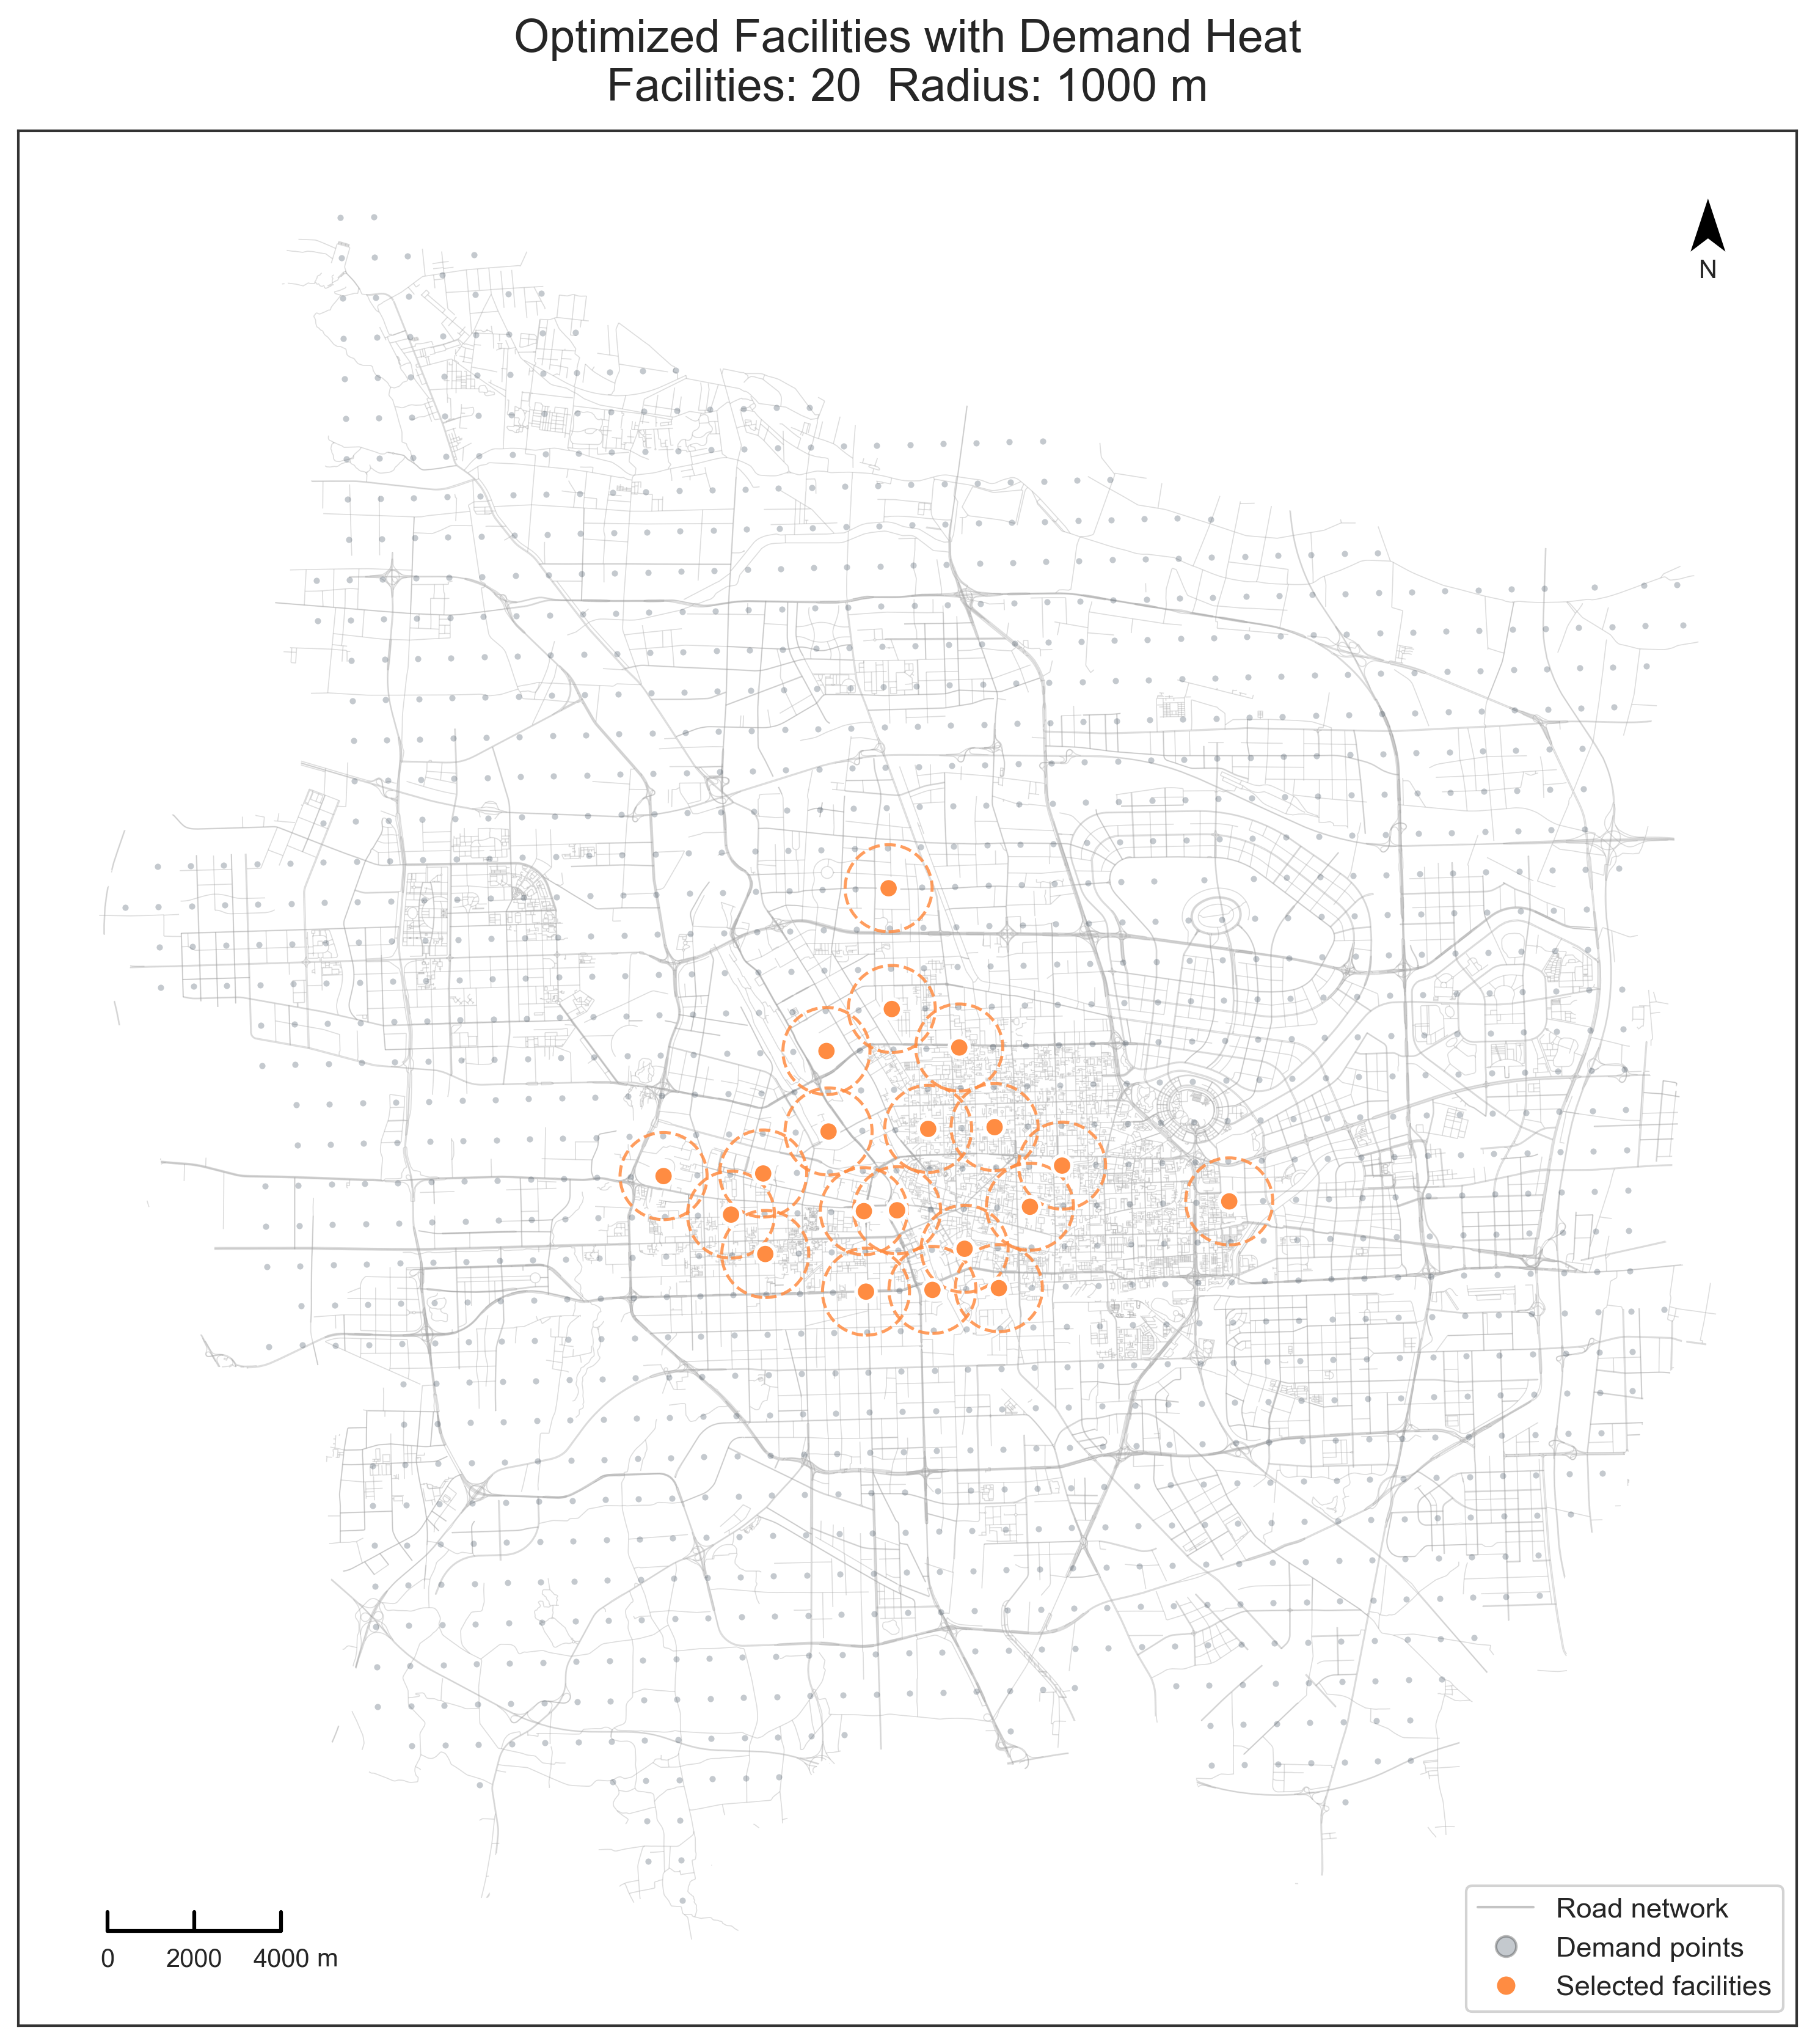 Optimized Facilities with Demand Heat
Facilities: 20  Radius: 1000 m
N
0 2000 4000 m
Road network
Demand points
Selected facilities